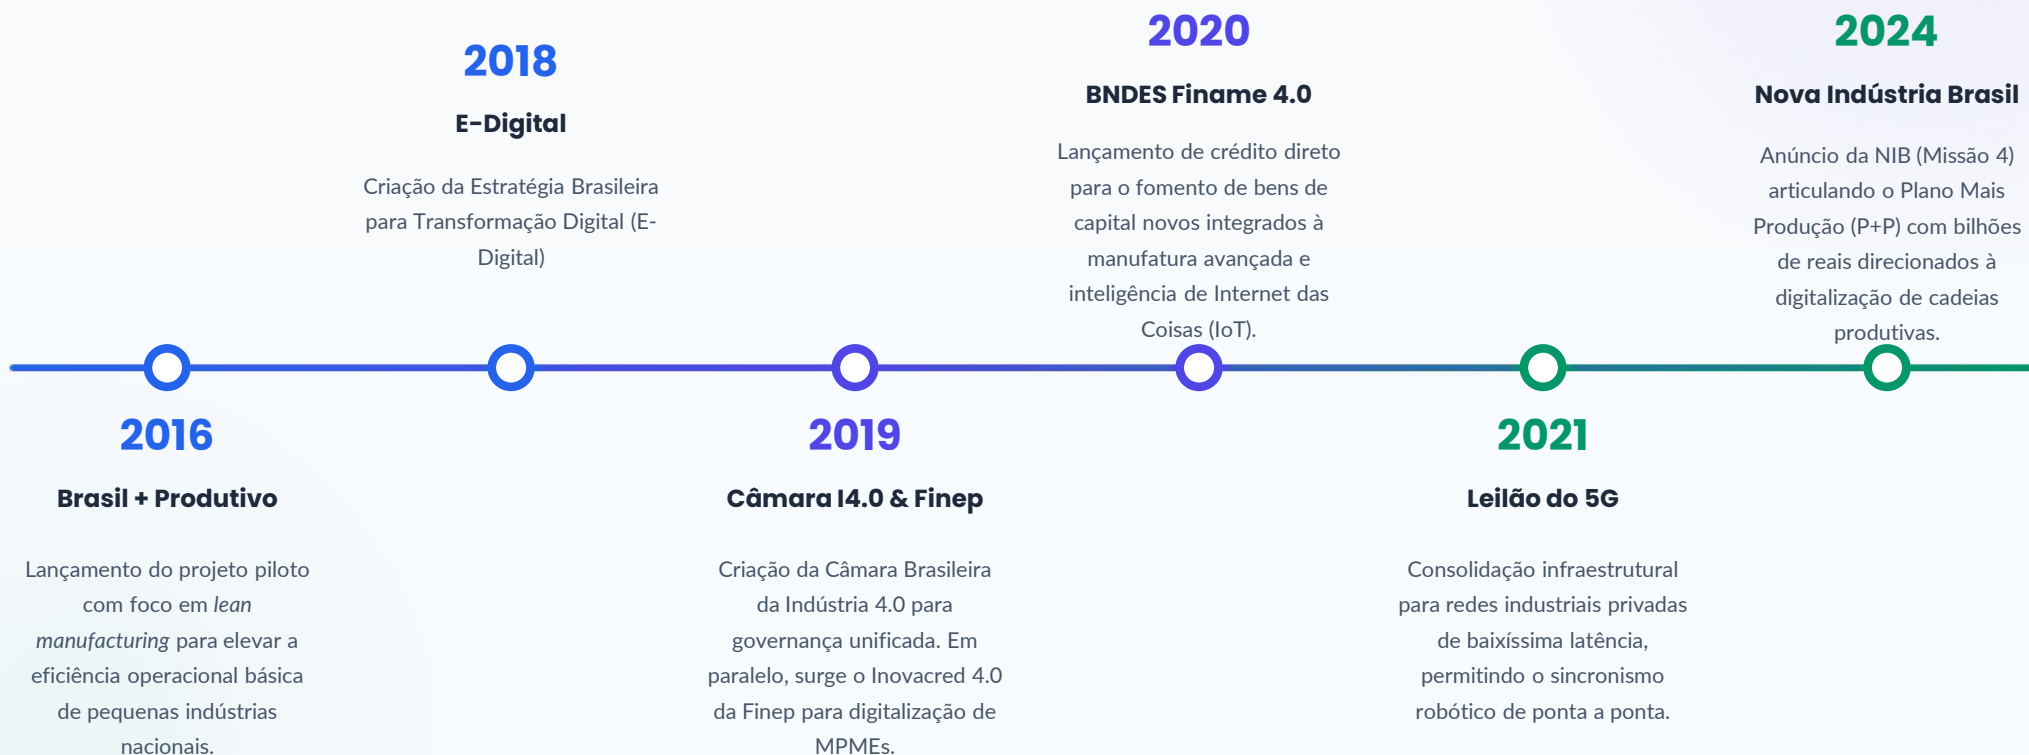 2016
Brasil + Produtivo
Lançamento do projeto piloto
com foco em lean
manufacturing para elevar a
eficiência operacional básica
de pequenas indústrias
nacionais.
2018
E-Digital
Criação da Estratégia Brasileira
para Transformação Digital (E-
Digital)
2019
Câmara I4.0 & Finep
Criação da Câmara Brasileira
da Indústria 4.0 para
governança unificada. Em
paralelo, surge o Inovacred 4.0
da Finep para digitalização de
MPMEs.
2020
BNDES Finame 4.0
Lançamento de crédito direto
para o fomento de bens de
capital novos integrados à
manufatura avançada e
inteligência de Internet das
Coisas (IoT).
2021
Leilão do 5G
Consolidação infraestrutural
para redes industriais privadas
de baixíssima latência,
permitindo o sincronismo
robótico de ponta a ponta.
2024
Nova Indústria Brasil
Anúncio da NIB (Missão 4)
articulando o Plano Mais
Produção (P+P) com bilhões
de reais direcionados à
digitalização de cadeias
produtivas.